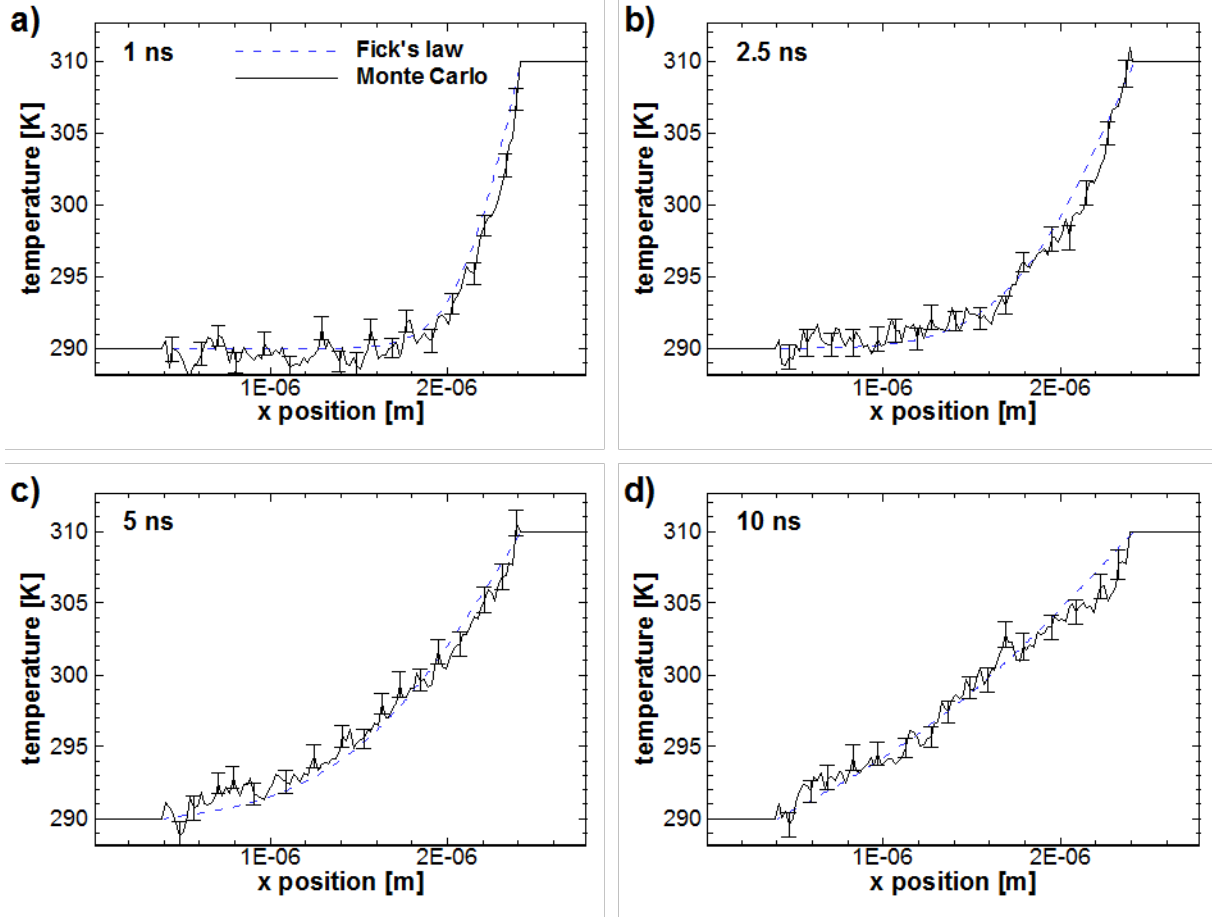 a)
1 ns
Fick's law
Monte Carlo
temperature [K]
310
305
300
295
290
1E-06
2E-06
x position [m]
b)
2.5 ns
temperature [K]
310
305
300
295
290
1E-06
2E-06
x position [m]
c)
5 ns
temperature [K]
310
305
300
295
290
1E-06
2E-06
x position [m]
d)
10 ns
temperature [K]
310
305
300
295
290
1E-06
2E-06
x position [m]